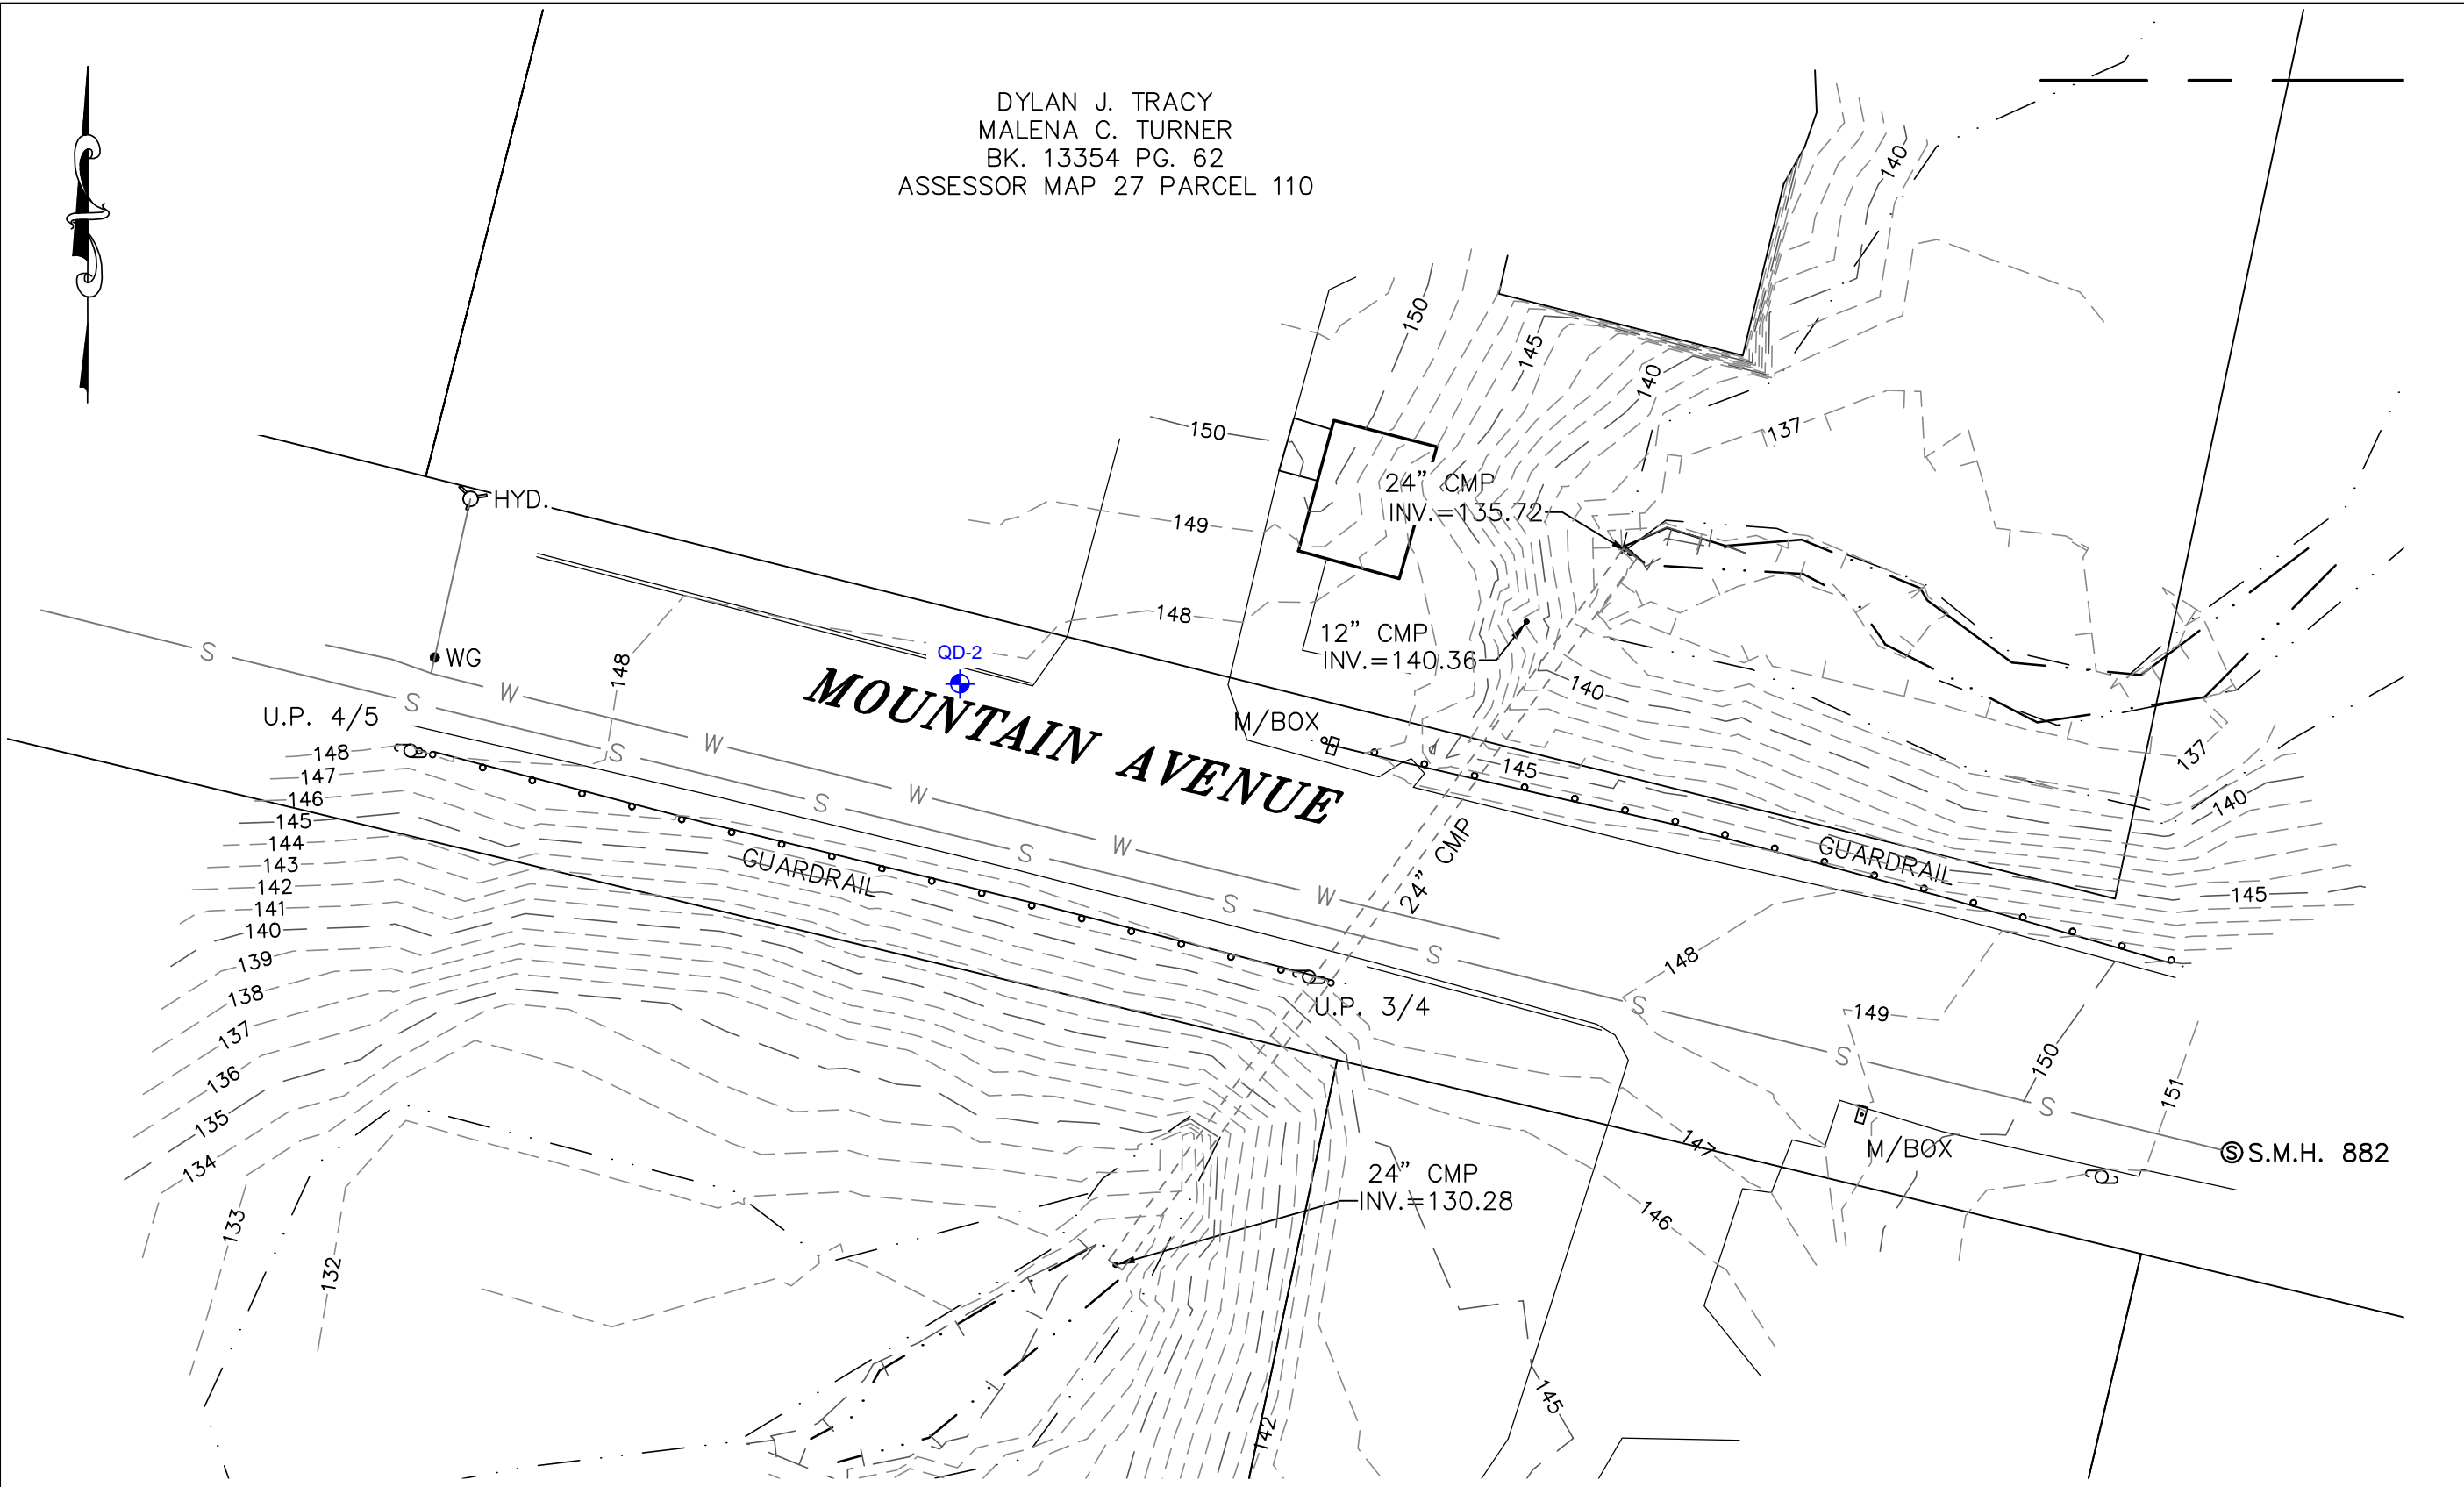 DYLAN J. TRACY
MALENA C. TURNER
BK. 13354 PG. 62
ASSESSOR MAP 27 PARCEL 110
140
150
145
140
150
137
24" CMP
INV.=135.72
HYD.
149
148
12" CMP
INV.=140.36
WG
148
QD-2
S
W
S
140
U.P. 4/5
MOUNTAIN AVENUE
M/BOX
W
S
137
148
147
146
145
144
143
142
141
140
139
138
137
136
135
134
133
132
145
S
W
140
GUARDRAIL
S
W
24" CMP
GUARDRAIL
S
W
145
S
148
U.P. 3/4
S
149
S
150
151
S
147
M/BOX
S.M.H. 882
S
24" CMP
INV.=130.28
146
145
142